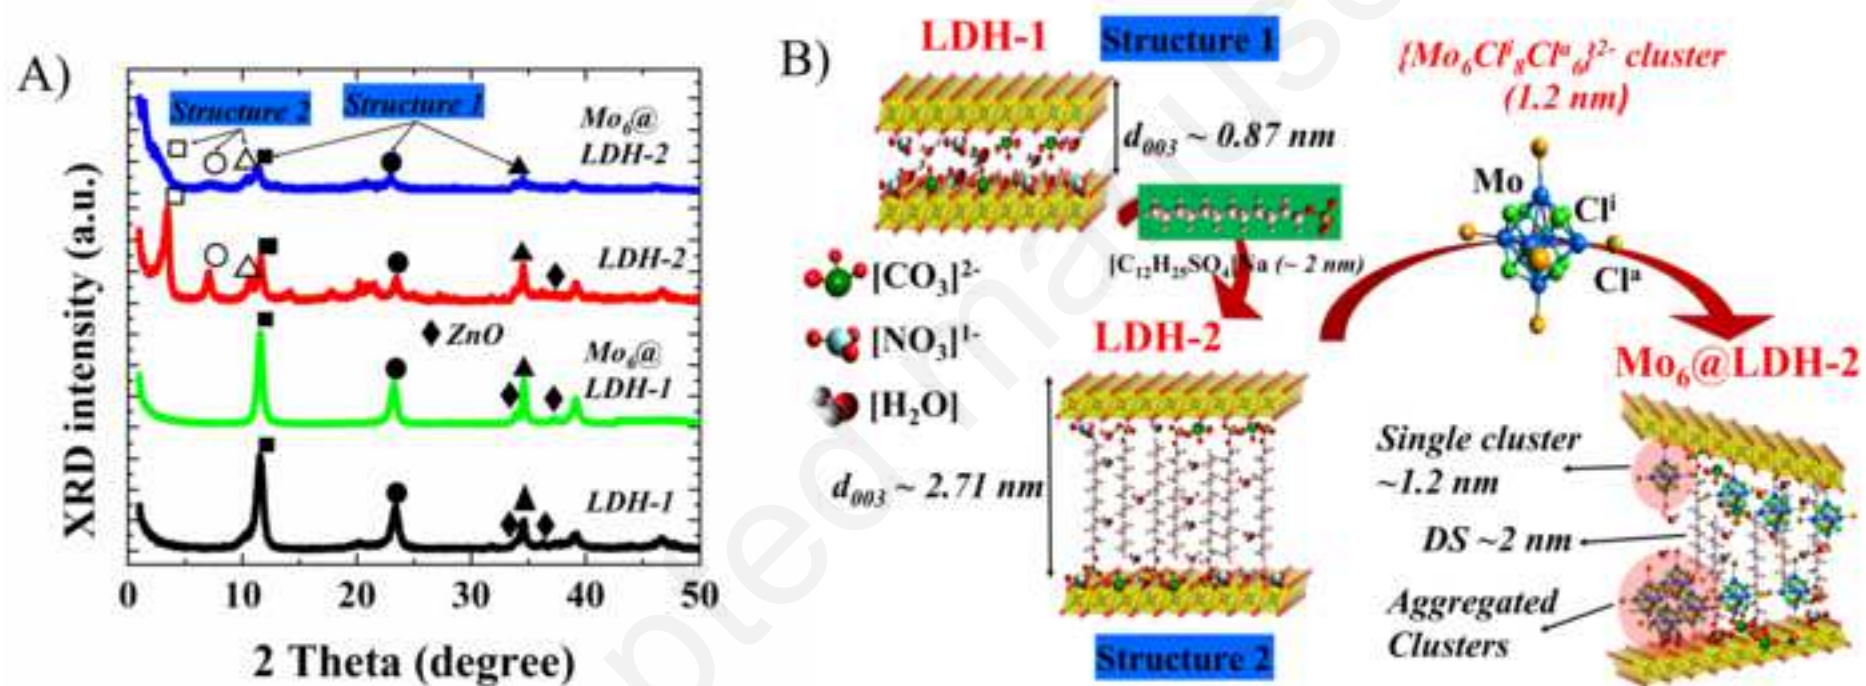 A)
Structure 2
Structure 1
Mo₆@
LDH-2
LDH-2
ZnO
Mo₆@
LDH-1
LDH-1
XRD intensity (a.u.)
0 10 20 30 40 50
2 Theta (degree)
B)
LDH-1
Structure 1
d₀₀₃ ~ 0.87 nm
[C₁₂H₂₅SO₄]Na (~ 2 nm)
[CO₃]²⁻
[NO₃]¹⁻
[H₂O]
LDH-2
d₀₀₃ ~ 2.71 nm
Structure 2
{Mo₆Clⁱ₈Clᵃ₆}²⁻ cluster
(1.2 nm)
Mo
Clⁱ
Clᵃ
Mo₆@LDH-2
Single cluster
~1.2 nm
DS ~2 nm
Aggregated
Clusters